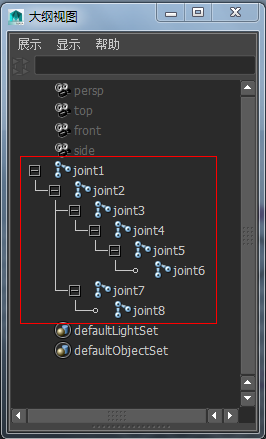 大纲视图
展示 显示 帮助
persp
top
front
side
joint1
joint2
joint3
joint4
joint5
joint6
joint7
joint8
defaultLightSet
defaultObjectSet